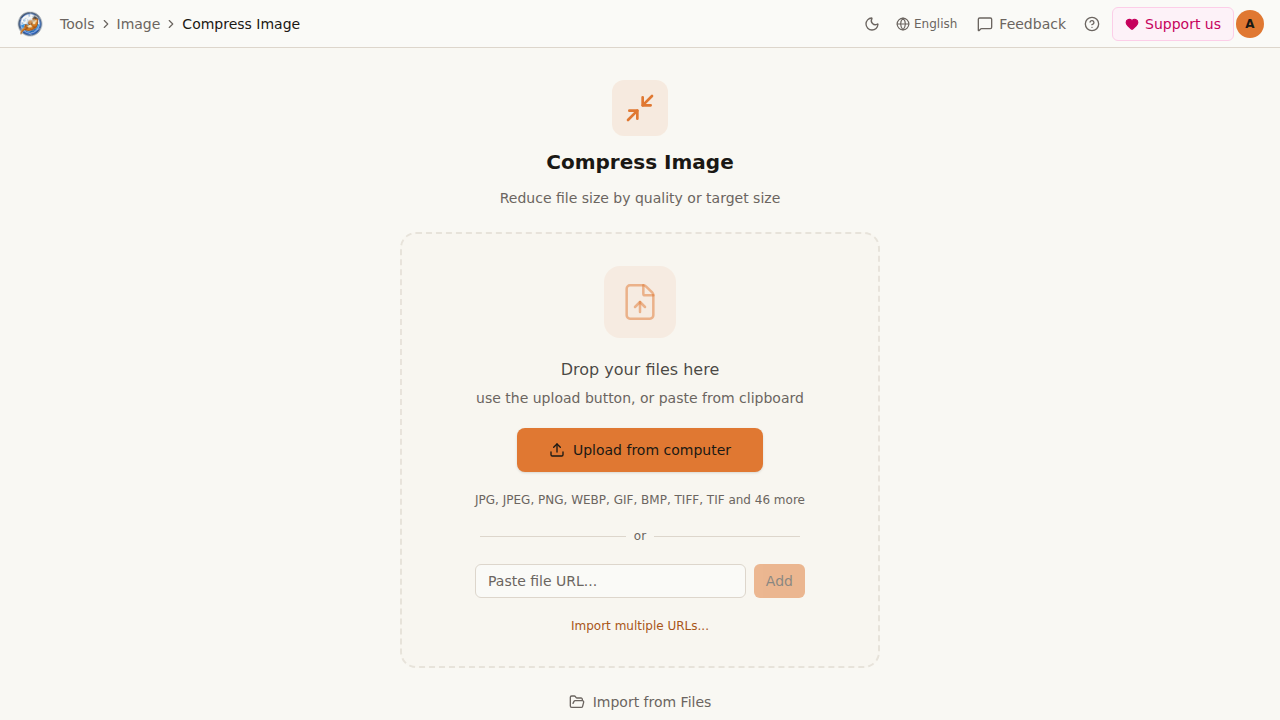 Tools > Image > Compress Image
English
Feedback
Support us
A
Compress Image
Reduce file size by quality or target size
Drop your files here
use the upload button, or paste from clipboard
Upload from computer
JPG, JPEG, PNG, WEBP, GIF, BMP, TIFF, TIF and 46 more
or
Paste file URL...
Add
Import multiple URLs...
Import from Files